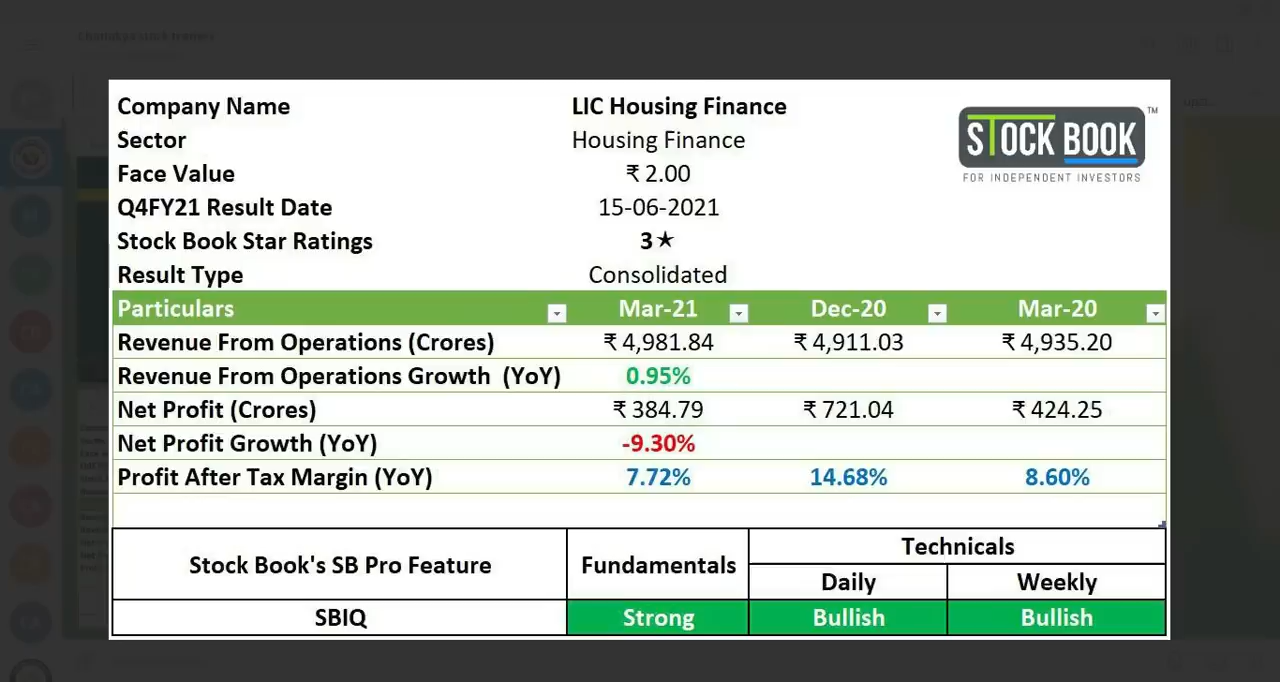 Company Name LIC Housing Finance
Sector Housing Finance
Face Value ₹ 2.00
Q4FY21 Result Date 15-06-2021
Stock Book Star Ratings 3★
Result Type Consolidated
STOCK BOOK ™
FOR INDEPENDENT INVESTORS
Particulars Mar-21 Dec-20 Mar-20
Revenue From Operations (Crores) ₹ 4,981.84 ₹ 4,911.03 ₹ 4,935.20
Revenue From Operations Growth (YoY) 0.95%
Net Profit (Crores) ₹ 384.79 ₹ 721.04 ₹ 424.25
Net Profit Growth (YoY) -9.30%
Profit After Tax Margin (YoY) 7.72% 14.68% 8.60%
Stock Book's SB Pro Feature Fundamentals Technicals
Daily Weekly
SBIQ Strong Bullish Bullish